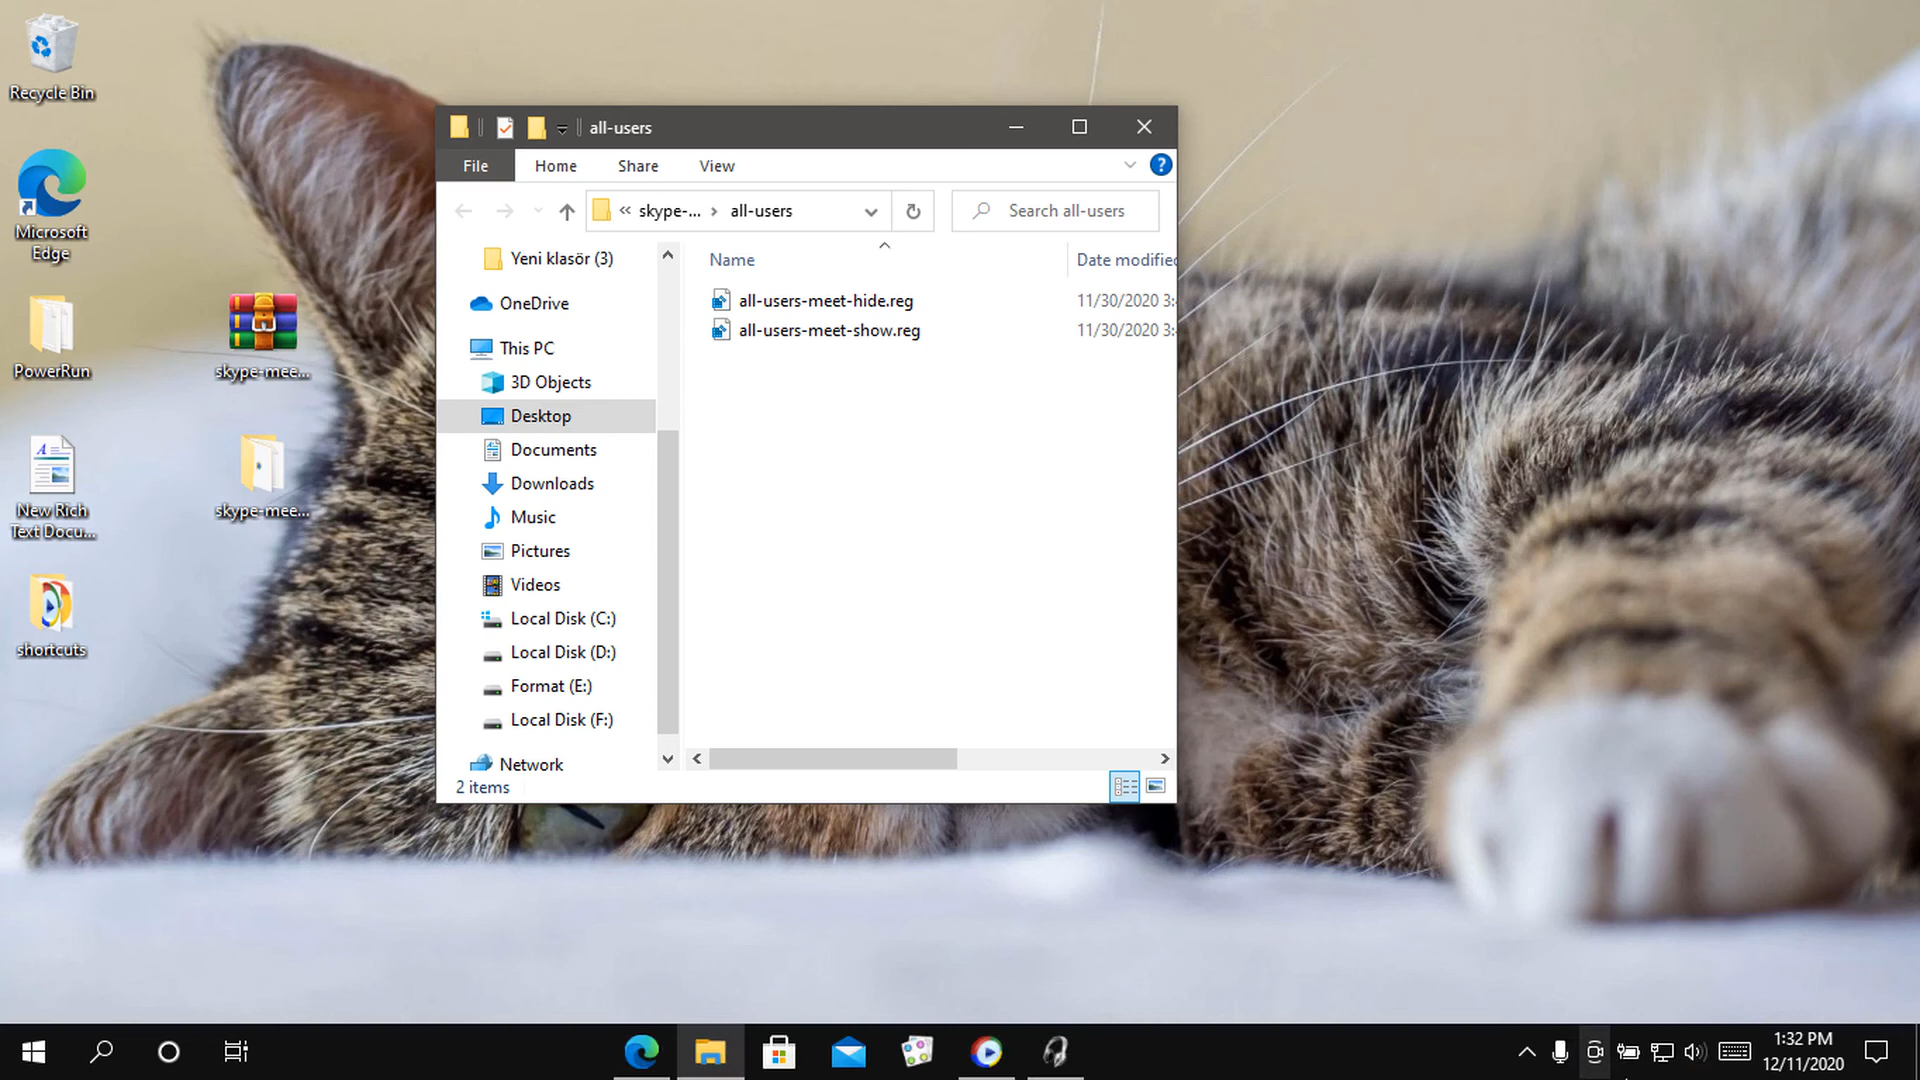 Recycle Bin
Microsoft
Edge
PowerRun
skype-mee...
New Rich
Text Docu...
skype-mee...
shortcuts
all-users
File
Home
Share
View
?
« skype-... › all-users
Search all-users
Yeni klasör (3)
OneDrive
This PC
3D Objects
Desktop
Documents
Downloads
Music
Pictures
Videos
Local Disk (C:)
Local Disk (D:)
Format (E:)
Local Disk (F:)
Network
Name
Date modified
all-users-meet-hide.reg
11/30/2020 3:
all-users-meet-show.reg
11/30/2020 3:
2 items
1:32 PM
12/11/2020